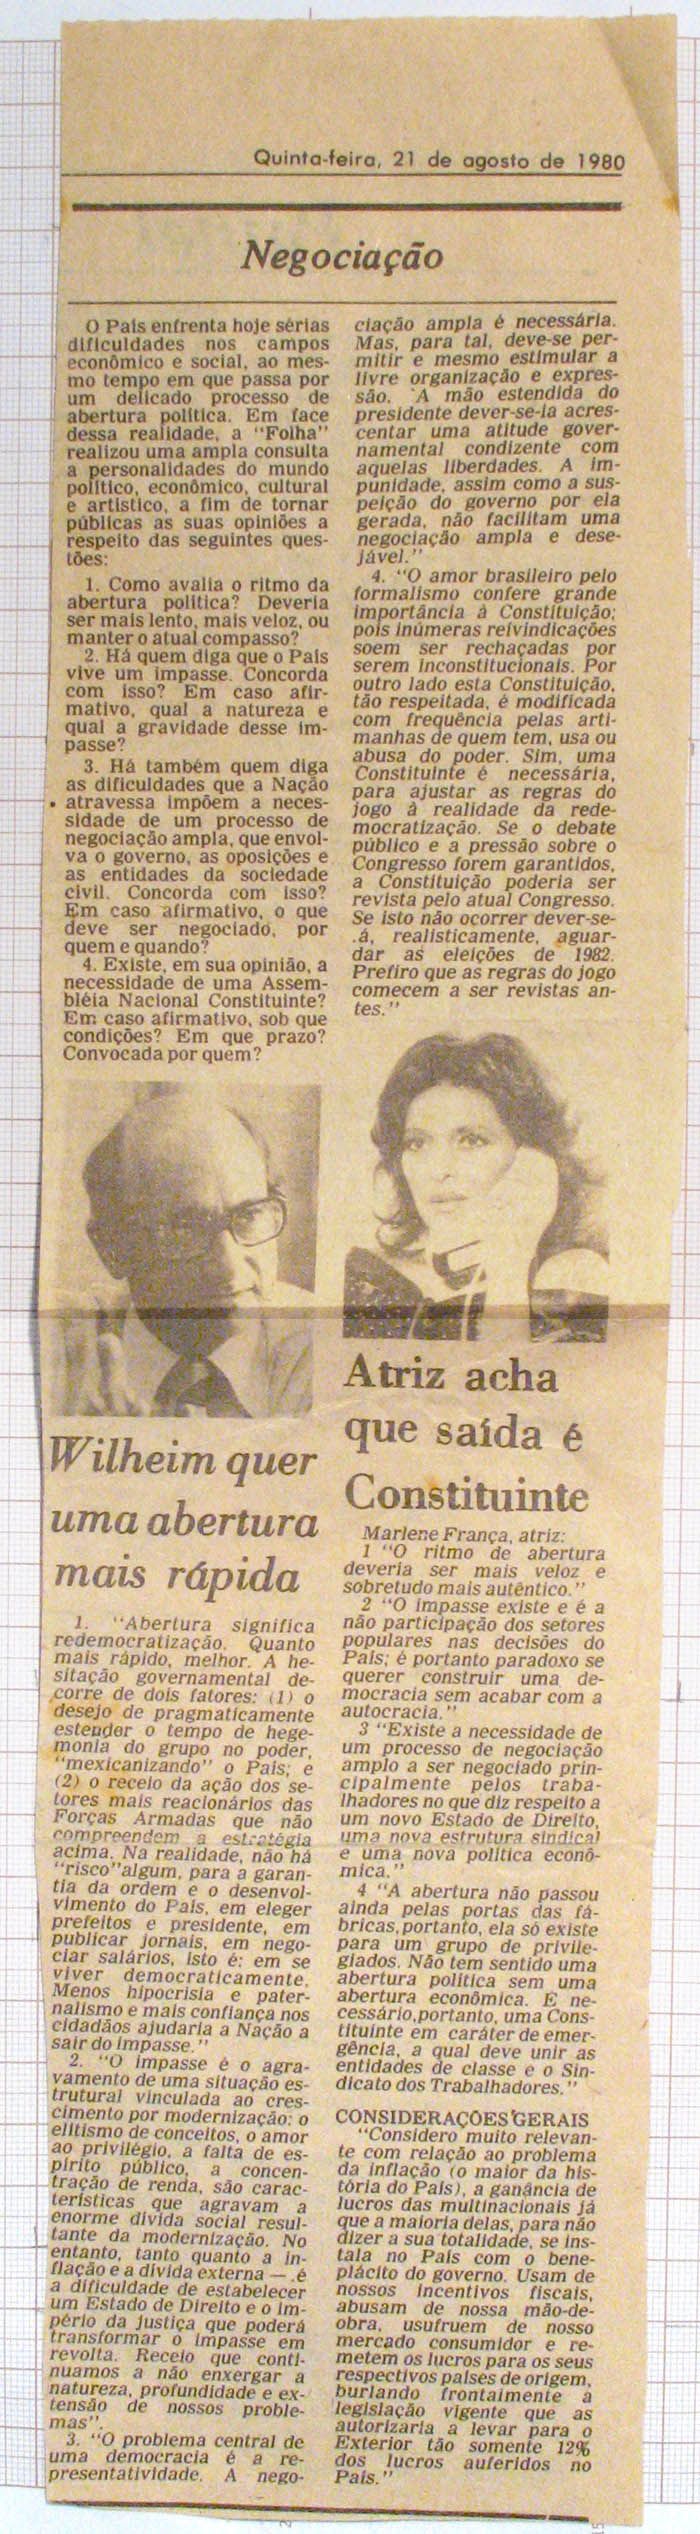 Quinta-feira, 21 de agosto de 1980
Negociação
O País enfrenta hoje sérias
dificuldades nos campos
econômico e social, ao mes-
mo tempo em que passa por
um delicado processo de
abertura política. Em face
dessa realidade, a "Folha"
realizou uma ampla consulta
a personalidades do mundo
político, econômico, cultural
e artístico, a fim de tornar
públicas as suas opiniões a
respeito das seguintes ques-
tões:
1. Como avalia o ritmo da
abertura política? Deveria
ser mais lento, mais veloz, ou
manter o atual compasso?
2. Há quem diga que o País
vive um impasse. Concorda
com isso? Em caso afir-
mativo, qual a natureza e
qual a gravidade desse im-
passe?
3. Há também quem diga
as dificuldades que a Nação
atravessa impõem a neces-
sidade de um processo de
negociação ampla, que envol-
va o governo, as oposições e
as entidades da sociedade
civil. Concorda com isso?
Em caso afirmativo, o que
deve ser negociado, por
quem e quando?
4. Existe, em sua opinião, a
necessidade de uma Assem-
bléia Nacional Constituinte?
Em caso afirmativo, sob que
condições? Em que prazo?
Convocada por quem?
Wilheim quer
uma abertura
mais rápida
1. "Abertura significa
redemocratização. Quanto
mais rápido, melhor. A he-
sitação governamental de-
corre de dois fatores: (1) o
desejo de pragmaticamente
estender o tempo de hege-
monia do grupo no poder,
"mexicanizando" o País; e
(2) o receio da ação dos se-
tores mais reacionários das
Forças Armadas que não
compreendem a estratégia
acima. Na realidade, não há
"risco"algum, para a garan-
tia da ordem e o desenvol-
vimento do País, em eleger
prefeitos e presidente, em
publicar jornais, em nego-
ciar salários, isto é: em se
viver democraticamente.
Menos hipocrisia e pater-
nalismo e mais confiança nos
cidadãos ajudaria a Nação a
sair do impasse."
2. "O impasse é o agra-
vamento de uma situação es-
trutural vinculada ao cres-
cimento por modernização: o
elitismo de conceitos, o amor
ao privilégio, a falta de es-
pírito público, a concen-
tração de renda, são carac-
terísticas que agravam a
enorme dívida social resul-
tante da modernização. No
entanto, tanto quanto a in-
flação e a dívida externa — .é
a dificuldade de estabelecer
um Estado de Direito e o im-
pério da justiça que poderá
transformar o impasse em
revolta. Receio que conti-
nuamos a não enxergar a
natureza, profundidade e ex-
tensão de nossos proble-
mas".
3. "O problema central de
uma democracia é a re-
presentatividade. A nego-
ciação ampla é necessária.
Mas, para tal, deve-se per-
mitir e mesmo estimular a
livre organização e expres-
são. A mão estendida do
presidente dever-se-ia acres-
centar uma atitude gover-
namental condizente com
aquelas liberdades. A im-
punidade, assim como a sus-
peição do governo por ela
gerada, não facilitam uma
negociação ampla e dese-
jável."
4. "O amor brasileiro pelo
formalismo confere grande
importância à Constituição;
pois inúmeras reivindicações
soem ser rechaçadas por
serem inconstitucionais. Por
outro lado esta Constituição,
tão respeitada, é modificada
com frequência pelas arti-
manhas de quem tem, usa ou
abusa do poder. Sim, uma
Constituinte é necessária,
para ajustar as regras do
jogo à realidade da rede-
mocratização. Se o debate
público e a pressão sobre o
Congresso forem garantidos,
a Constituição poderia ser
revista pelo atual Congresso.
Se isto não ocorrer dever-se-
.á, realisticamente, aguar-
dar as eleições de 1982.
Prefiro que as regras do jogo
comecem a ser revistas an-
tes."
Atriz acha
que saída é
Constituinte
Marlene França, atriz:
1 "O ritmo de abertura
deveria ser mais veloz e
sobretudo mais autêntico."
2 "O impasse existe e é a
não participação dos setores
populares nas decisões do
País; é portanto paradoxo se
querer construir uma de-
mocracia sem acabar com a
autocracia."
3 "Existe a necessidade de
um processo de negociação
amplo a ser negociado prin-
cipalmente pelos traba-
lhadores no que diz respeito a
um novo Estado de Direito,
uma nova estrutura sindical
e uma nova política econô-
mica."
4 "A abertura não passou
ainda pelas portas das fá-
bricas,portanto, ela só existe
para um grupo de privile-
giados. Não tem sentido uma
abertura política sem uma
abertura econômica. E ne-
cessário,portanto, uma Cons-
tituinte em caráter de emer-
gência, a qual deve unir as
entidades de classe e o Sin-
dicato dos Trabalhadores."
CONSIDERAÇÕES GERAIS
"Considero muito relevan-
te com relação ao problema
da inflação (o maior da his-
tória do País), a ganância de
lucros das multinacionais já
que a maioria delas, para não
dizer a sua totalidade, se ins-
tala no País com o bene-
plácito do governo. Usam de
nossos incentivos fiscais,
abusam de nossa mão-de-
obra, usufruem de nosso
mercado consumidor e re-
metem os lucros para os seus
respectivos países de origem,
burlando frontalmente a
legislação vigente que as
autorizaria a levar para o
Exterior tão somente 12%
dos lucros auferidos no
País."